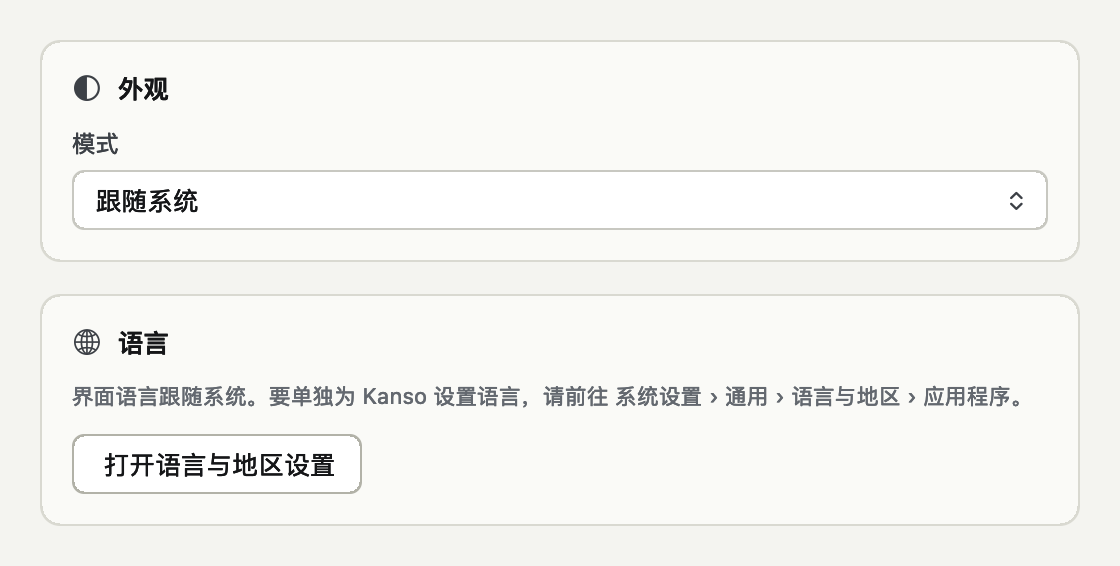 外观
模式
跟随系统
语言
界面语言跟随系统。要单独为 Kanso 设置语言，请前往 系统设置 › 通用 › 语言与地区 › 应用程序。
打开语言与地区设置